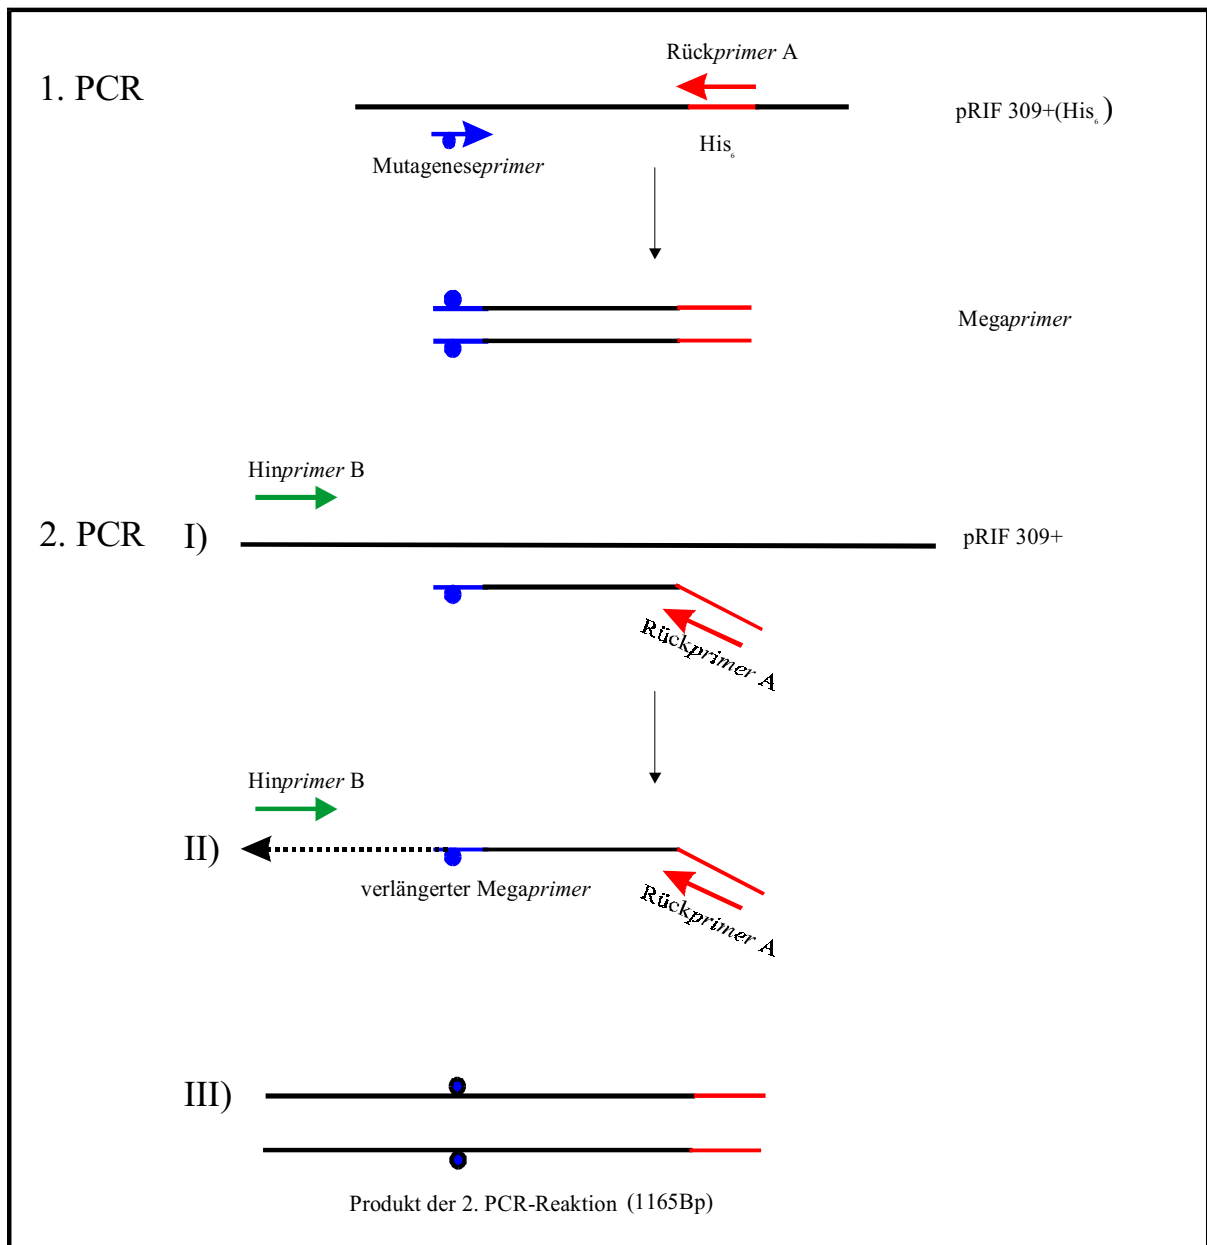 Rückprimer A
1. PCR
pRIF 309+(His₆)
His₆
Mutageneseprimer
Megaprimer
Hinprimer B
2. PCR I)
pRIF 309+
Rückprimer A
Hinprimer B
II)
verlängerter Megaprimer
Rückprimer A
III)
Produkt der 2. PCR-Reaktion (1165Bp)